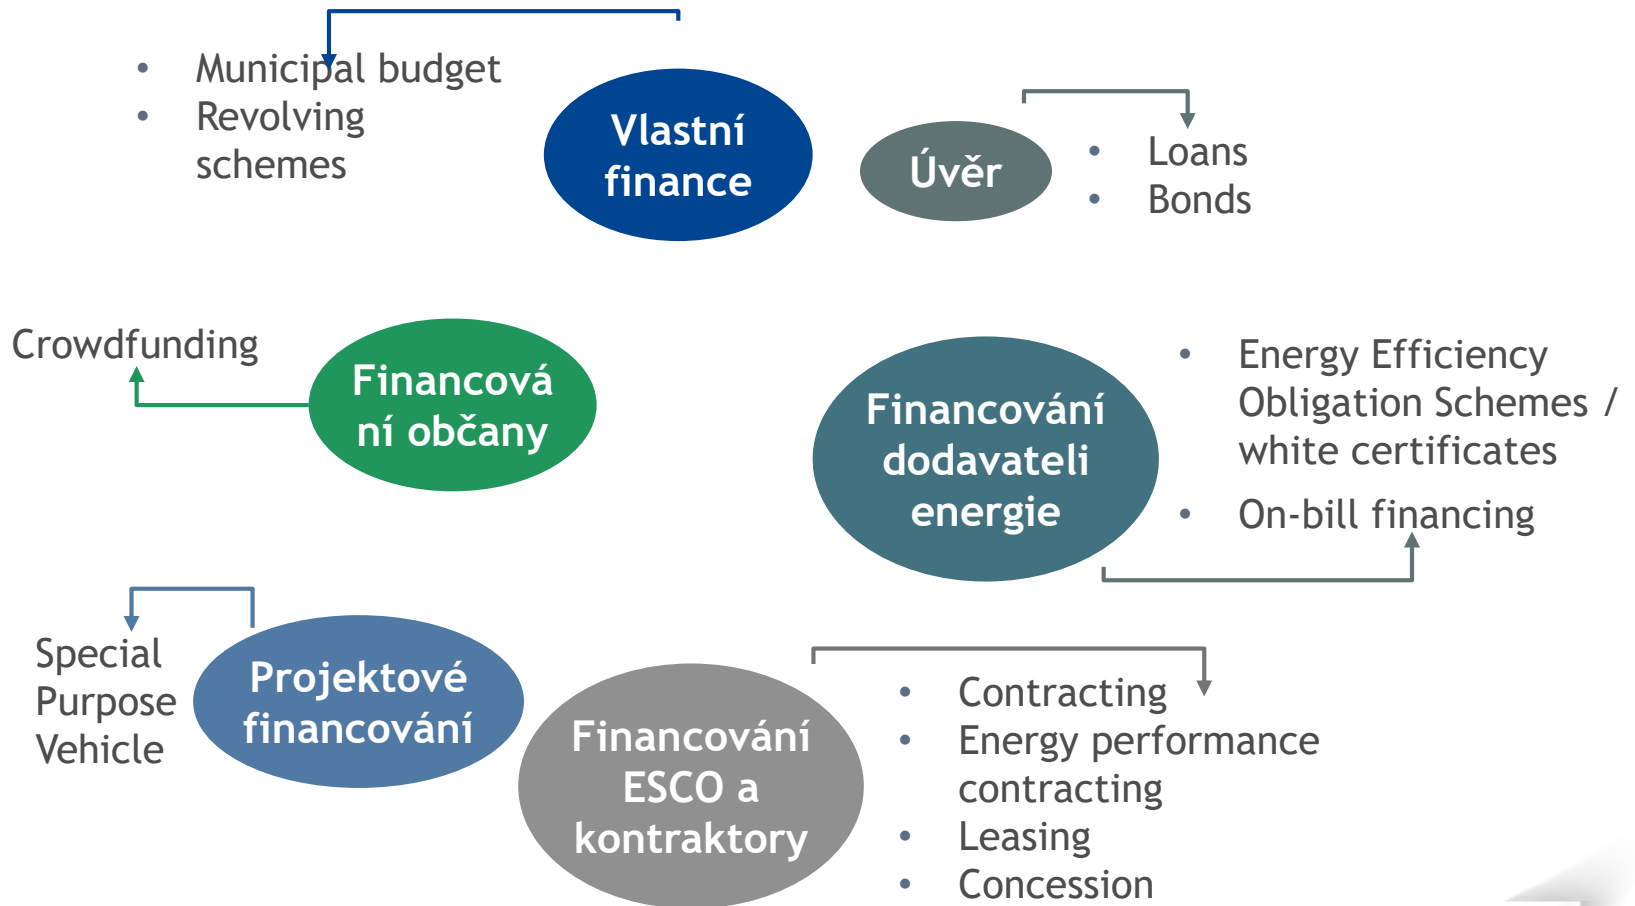 • Municipal budget
• Revolving
schemes
Vlastní
finance
Úvěr
• Loans
• Bonds
Crowdfunding
Financová
ní občany
Financování
dodavateli
energie
• Energy Efficiency
Obligation Schemes /
white certificates
• On-bill financing
Special
Purpose
Vehicle
Projektové
financování
Financování
ESCO a
kontraktory
• Contracting
• Energy performance
contracting
• Leasing
• Concession